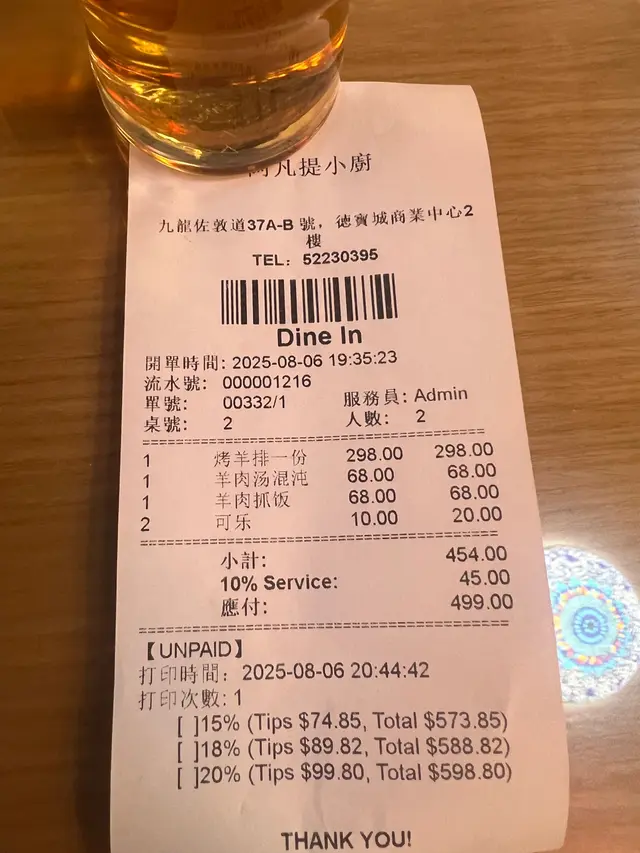 凡提小廚
九龍佐敦道37A-B 號，德寶城商業中心2
樓
TEL：52230395
Dine In
開單時間: 2025-08-06 19:35:23
流水號: 000001216
單號: 00332/1 服務員: Admin
桌號: 2 人數: 2
1 烤羊排一份 298.00 298.00
1 羊肉汤混沌 68.00 68.00
1 羊肉抓饭 68.00 68.00
2 可乐 10.00 20.00
小計: 454.00
10% Service: 45.00
應付: 499.00
【UNPAID】
打印時間：2025-08-06 20:44:42
打印次數: 1
[ ]15% (Tips $74.85, Total $573.85)
[ ]18% (Tips $89.82, Total $588.82)
[ ]20% (Tips $99.80, Total $598.80)
THANK YOU!